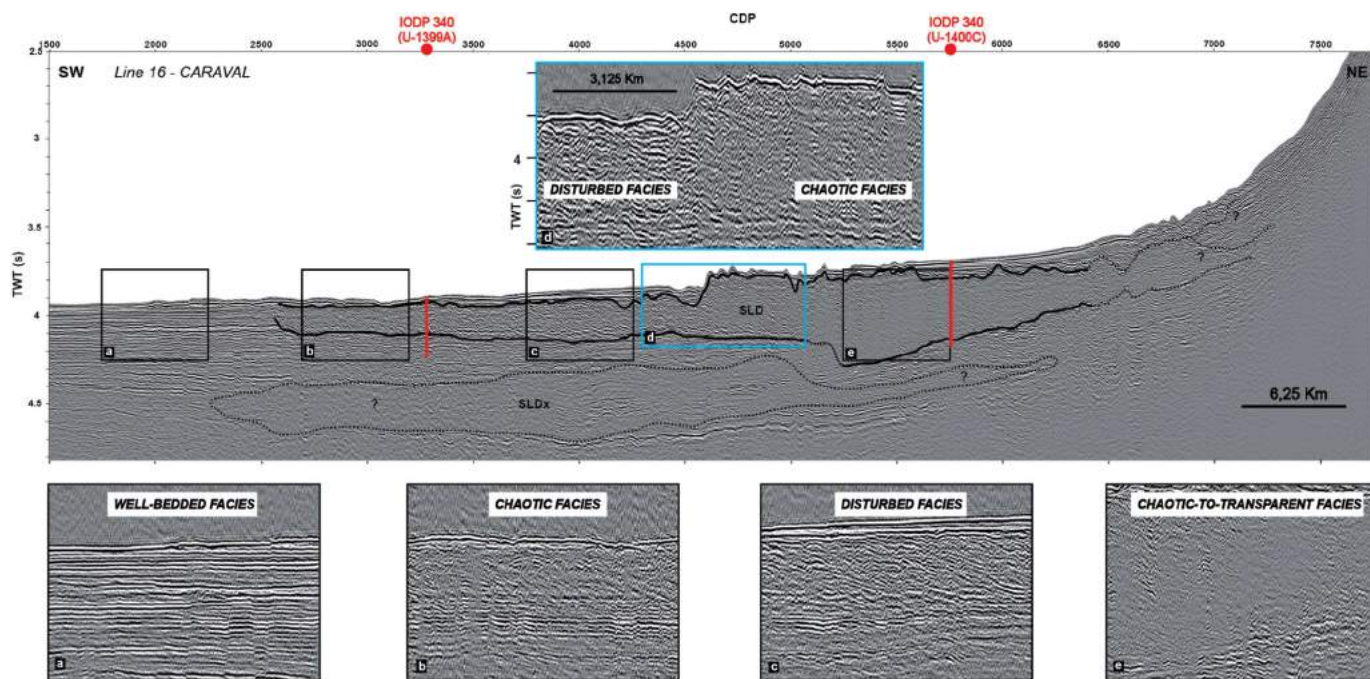 CDP
IODP 340
(U-1399A)
IODP 340
(U-1400C)
1500 2000 2500 3000 3500 4000 4500 5000 5500 6000 6500 7000 7500
SW Line 16 - CARAVAL
NE
TWT (s)
2.5
3
3.5
4
4.5
3,125 Km
4
TWT (s)
DISTURBED FACIES
CHAOTIC FACIES
d
a
b
c
d
e
SLD
?
?
?
?
SLDx
6,25 Km
WELL-BEDDED FACIES
a
CHAOTIC FACIES
b
DISTURBED FACIES
c
CHAOTIC-TO-TRANSPARENT FACIES
e